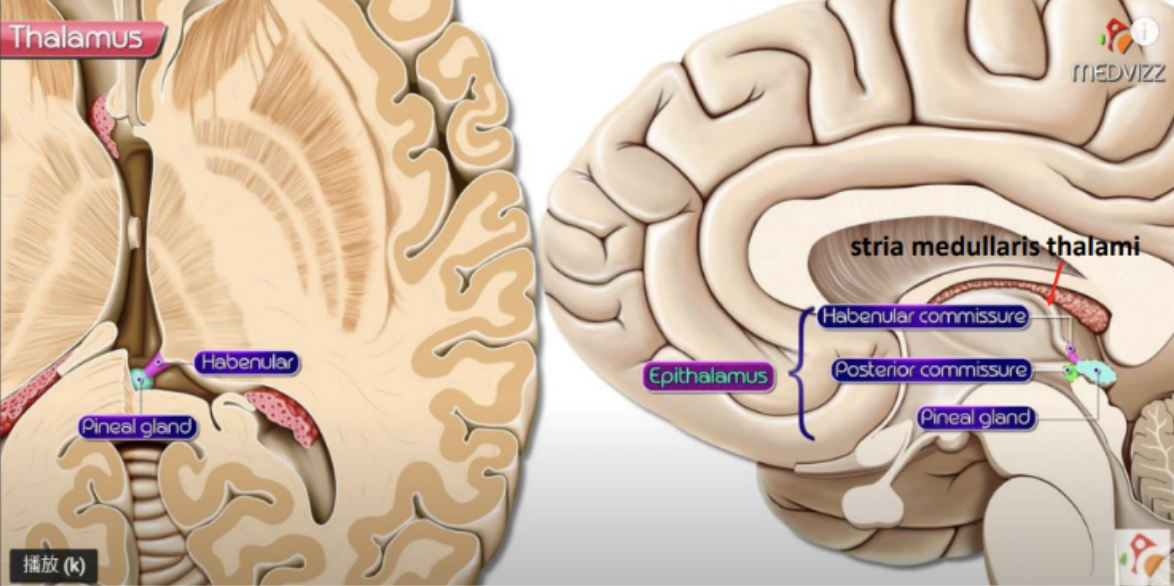 Thalamus
i
MEDVIZZ
stria medullaris thalami
Habenular commissure
Habenular
Posterior commissure
Epithalamus
Pineal gland
Pineal gland
播放 (k)